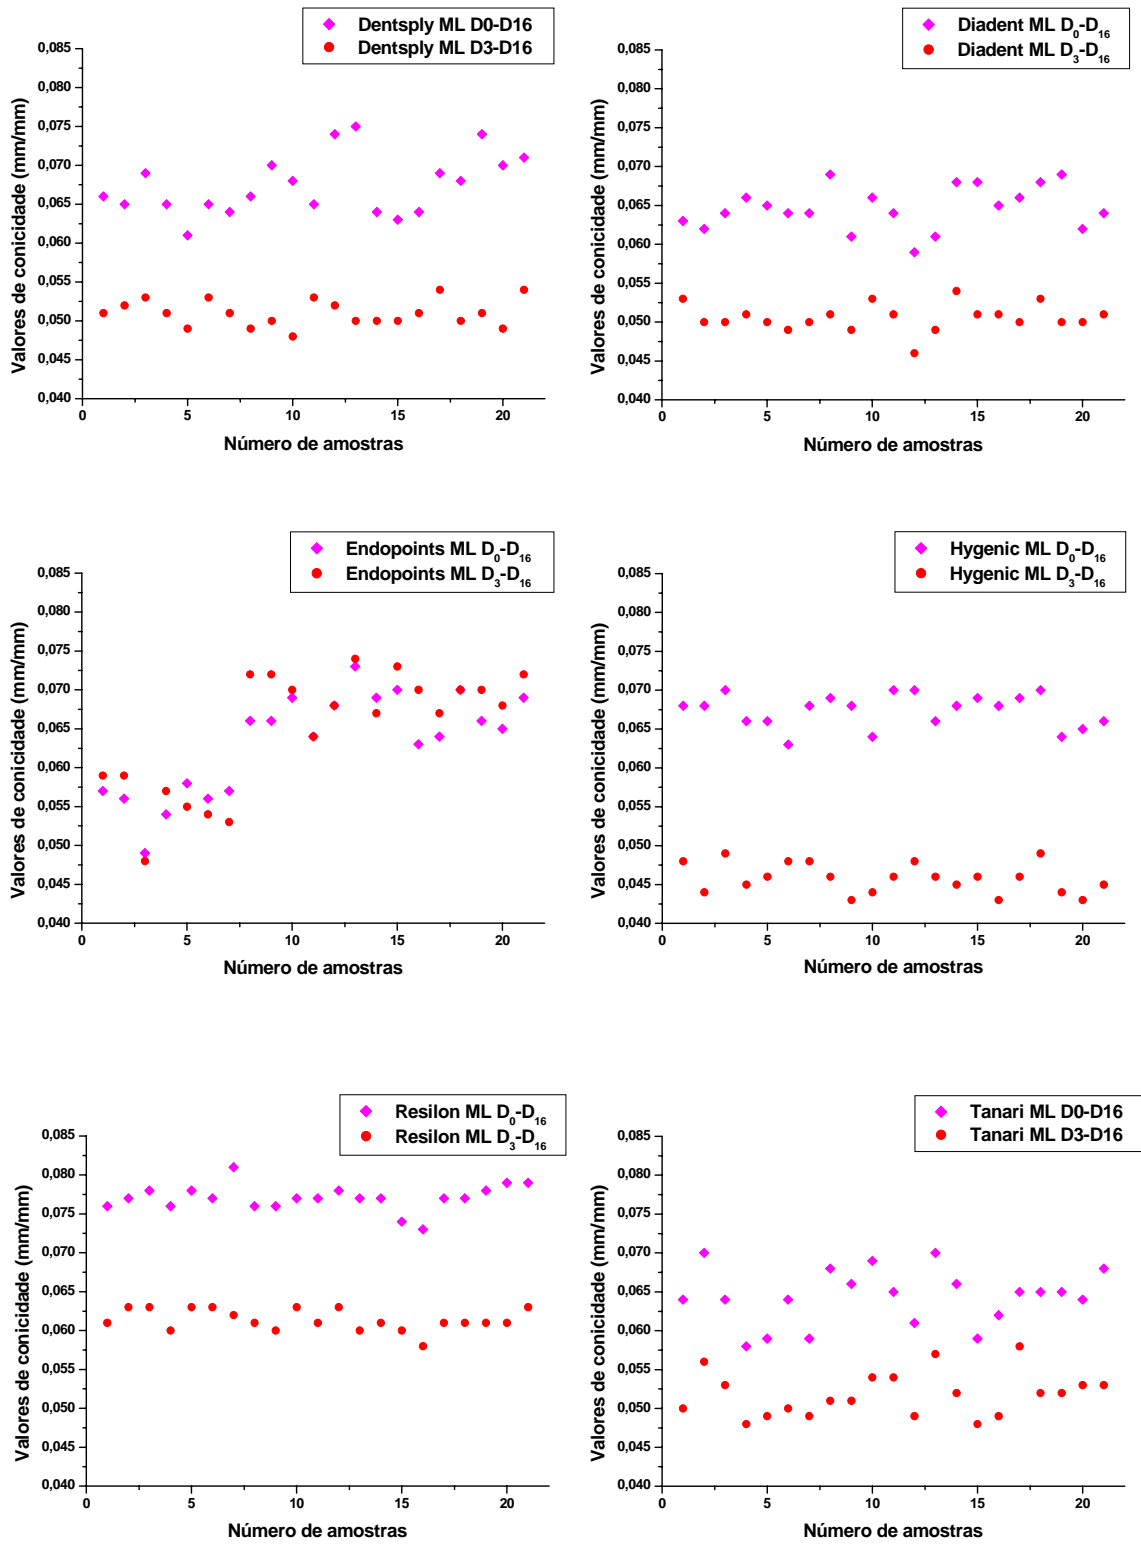 Dentsply ML D0-D16
Dentsply ML D3-D16
0,085
0,080
0,075
0,070
0,065
0,060
0,055
0,050
0,045
0,040
Valores de conicidade (mm/mm)
0 5 10 15 20
Número de amostras
Diadent ML D0-D16
Diadent ML D3-D16
0,085
0,080
0,075
0,070
0,065
0,060
0,055
0,050
0,045
0,040
Valores de conicidade (mm/mm)
0 5 10 15 20
Número de amostras
Endopoints ML D0-D16
Endopoints ML D3-D16
0,085
0,080
0,075
0,070
0,065
0,060
0,055
0,050
0,045
0,040
Valores de conicidade (mm/mm)
0 5 10 15 20
Número de amostras
Hygenic ML D0-D16
Hygenic ML D3-D16
0,085
0,080
0,075
0,070
0,065
0,060
0,055
0,050
0,045
0,040
Valores de conicidade (mm/mm)
0 5 10 15 20
Número de amostras
Resilon ML D0-D16
Resilon ML D3-D16
0,085
0,080
0,075
0,070
0,065
0,060
0,055
0,050
0,045
0,040
Valores de conicidade (mm/mm)
0 5 10 15 20
Número de amostras
Tanari ML D0-D16
Tanari ML D3-D16
0,085
0,080
0,075
0,070
0,065
0,060
0,055
0,050
0,045
0,040
Valores de conicidade (mm/mm)
0 5 10 15 20
Número de amostras